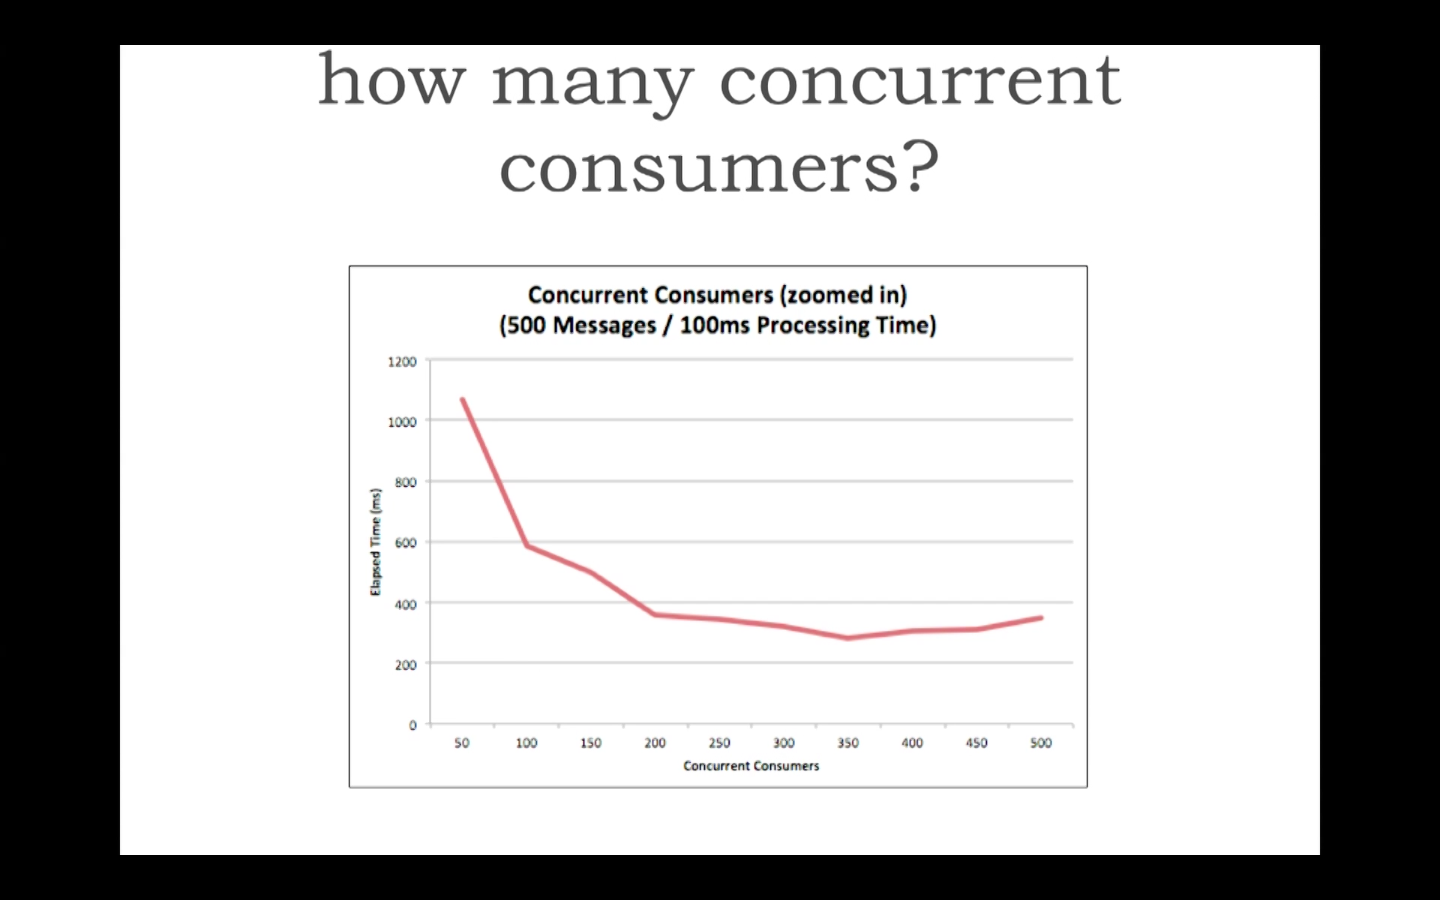 how many concurrent
consumers?
Concurrent Consumers (zoomed in)
(500 Messages / 100ms Processing Time)
1200
1000
800
600
400
200
0
Elapsed Time (ms)
50 100 150 200 250 300 350 400 450 500
Concurrent Consumers